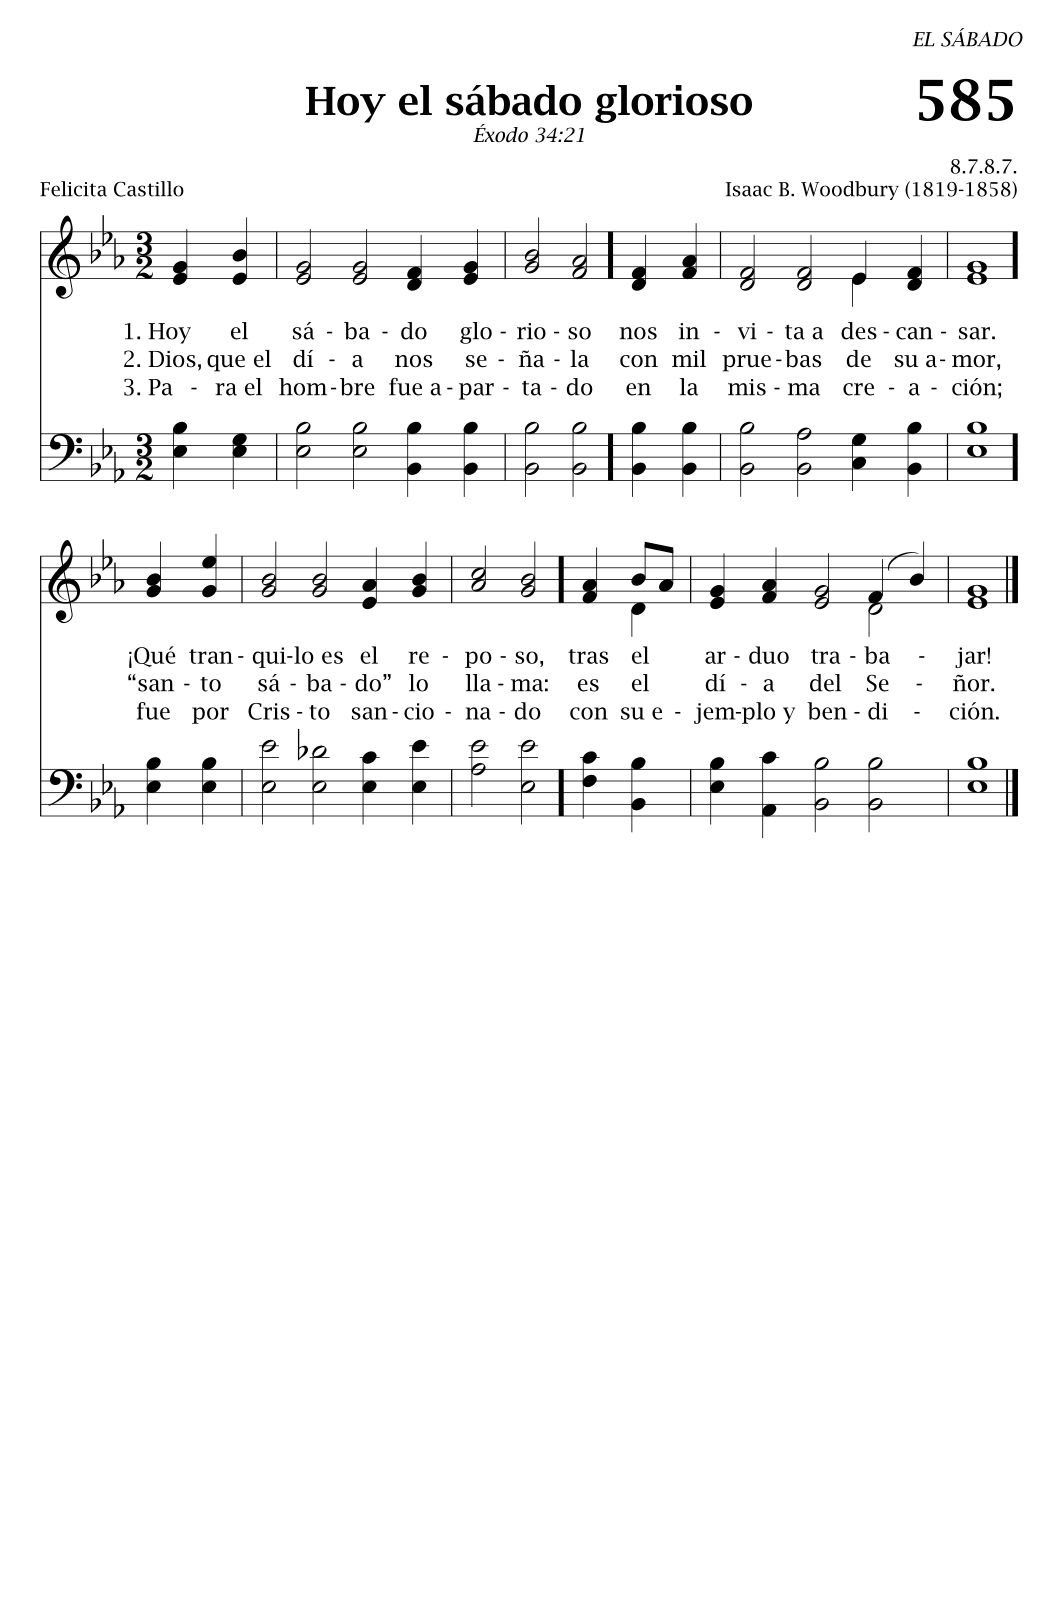 EL SÁBADO
Hoy el sábado glorioso
585
Éxodo 34:21
8.7.8.7.
Felicita Castillo
Isaac B. Woodbury (1819-1858)
1. Hoy el sá - ba - do glo - rio - so nos in - vi - ta a des - can - sar.
2. Dios, que el dí - a nos se - ña - la con mil prue - bas de su a - mor,
3. Pa - ra el hom - bre fue a - par - ta - do en la mis - ma cre - a - ción;
¡Qué tran - qui - lo es el re - po - so, tras el ar - duo tra - ba - jar!
“san - to sá - ba - do” lo lla - ma: es el dí - a del Se - ñor.
fue por Cris - to san - cio - na - do con su e - jem - plo y ben - di - ción.